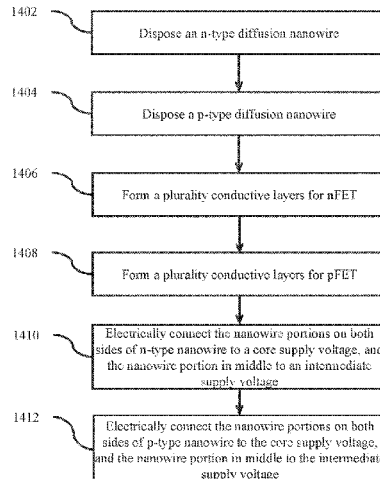 1402
Dispose an n-type diffusion nanowire
1404
Dispose a p-type diffusion nanowire
1406
Form a plurality conductive layers for nFET
1408
Form a plurality conductive layers for pFET
1410
Electrically connect the nanowire portions on both
sides of n-type nanowire to a core supply voltage, and
the nanowire portion in middle to an intermediate
supply voltage
1412
Electrically connect the nanowire portions on both
sides of p-type nanowire to the core supply voltage,
and the nanowire portion in middle to the intermediate
supply voltage